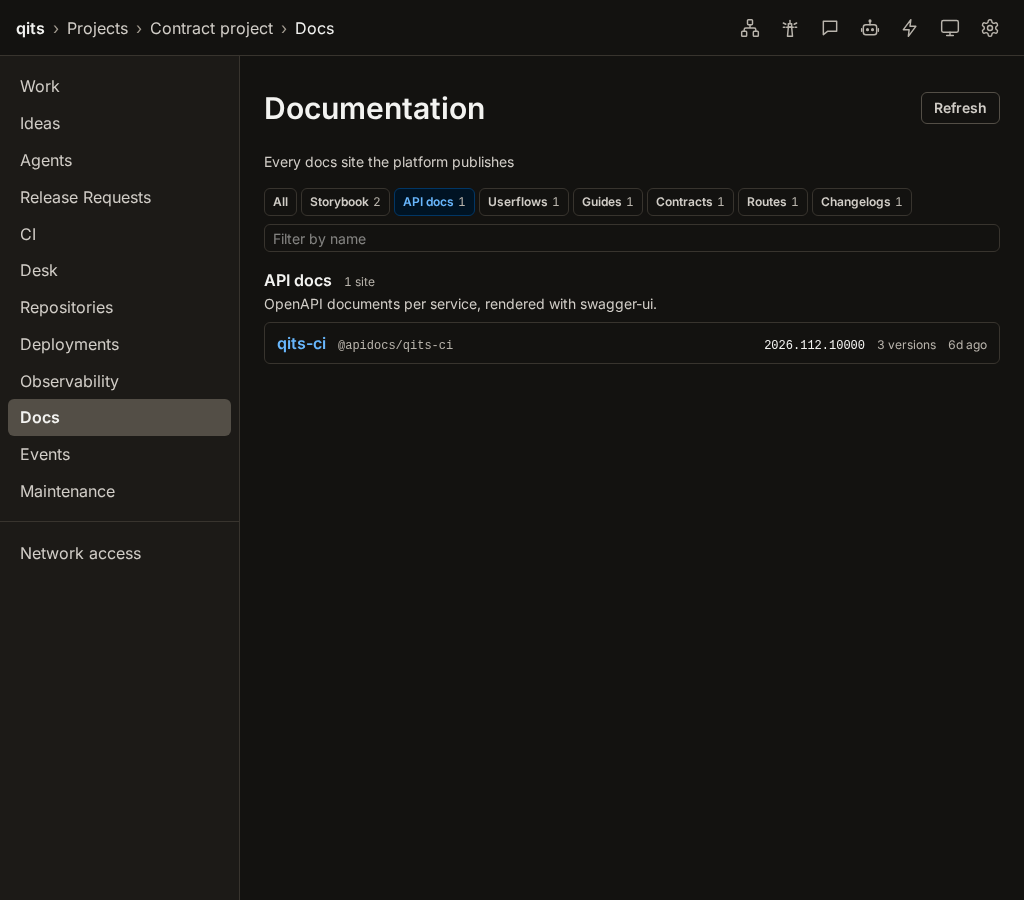 qits › Projects › Contract project › Docs
Work
Ideas
Agents
Release Requests
CI
Desk
Repositories
Deployments
Observability
Docs
Events
Maintenance
Network access
Documentation
Refresh
Every docs site the platform publishes
All
Storybook 2
API docs 1
Userflows 1
Guides 1
Contracts 1
Routes 1
Changelogs 1
Filter by name
API docs 1 site
OpenAPI documents per service, rendered with swagger-ui.
qits-ci @apidocs/qits-ci 2026.112.10000 3 versions 6d ago